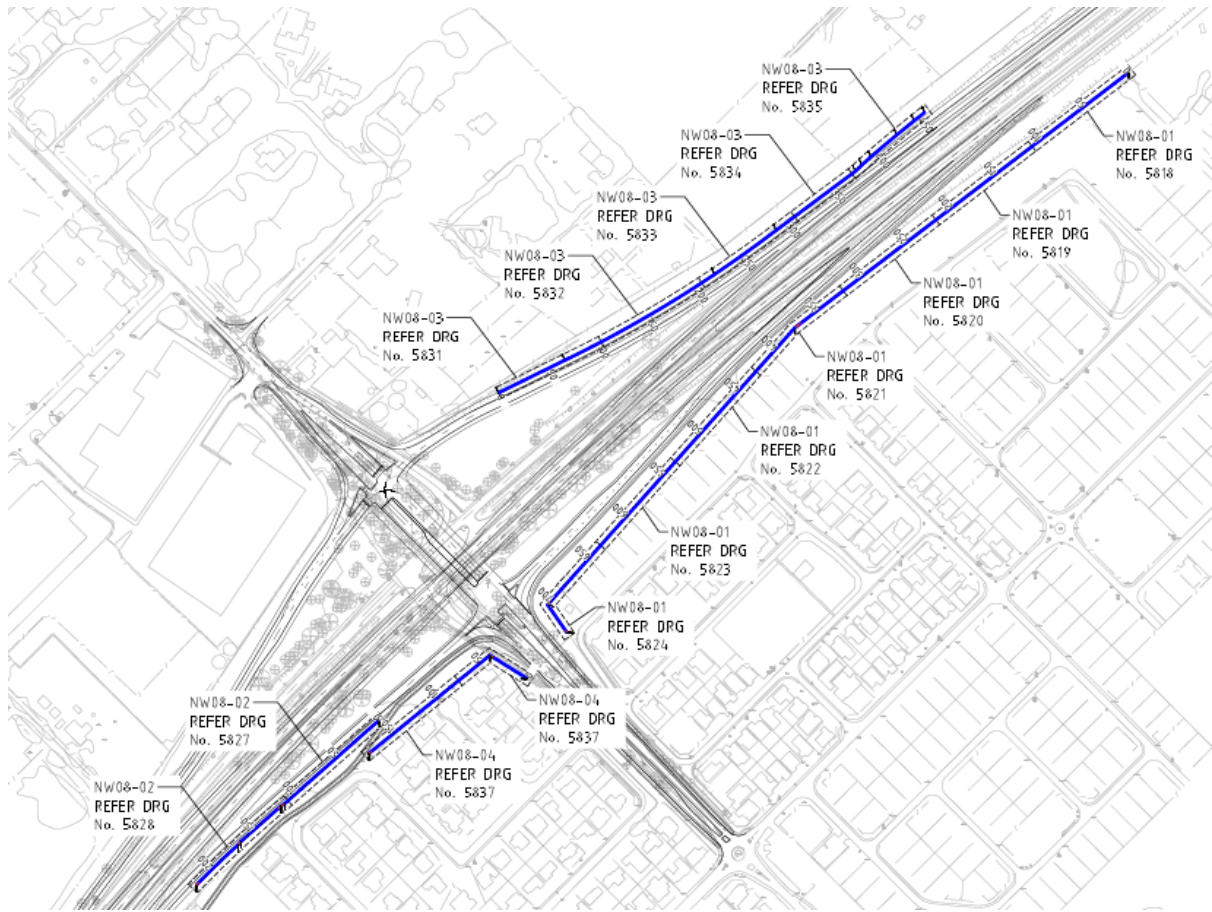 NW08-03
REFER DRG
No. 5835
NW08-03
REFER DRG
No. 5834
NW08-03
REFER DRG
No. 5833
NW08-03
REFER DRG
No. 5832
NW08-03
REFER DRG
No. 5831
NW08-01
REFER DRG
No. 5818
NW08-01
REFER DRG
No. 5819
NW08-01
REFER DRG
No. 5820
NW08-01
REFER DRG
No. 5821
NW08-01
REFER DRG
No. 5822
NW08-01
REFER DRG
No. 5823
NW08-01
REFER DRG
No. 5824
NW08-04
REFER DRG
No. 5837
NW08-04
REFER DRG
No. 5837
NW08-02
REFER DRG
No. 5827
NW08-02
REFER DRG
No. 5828